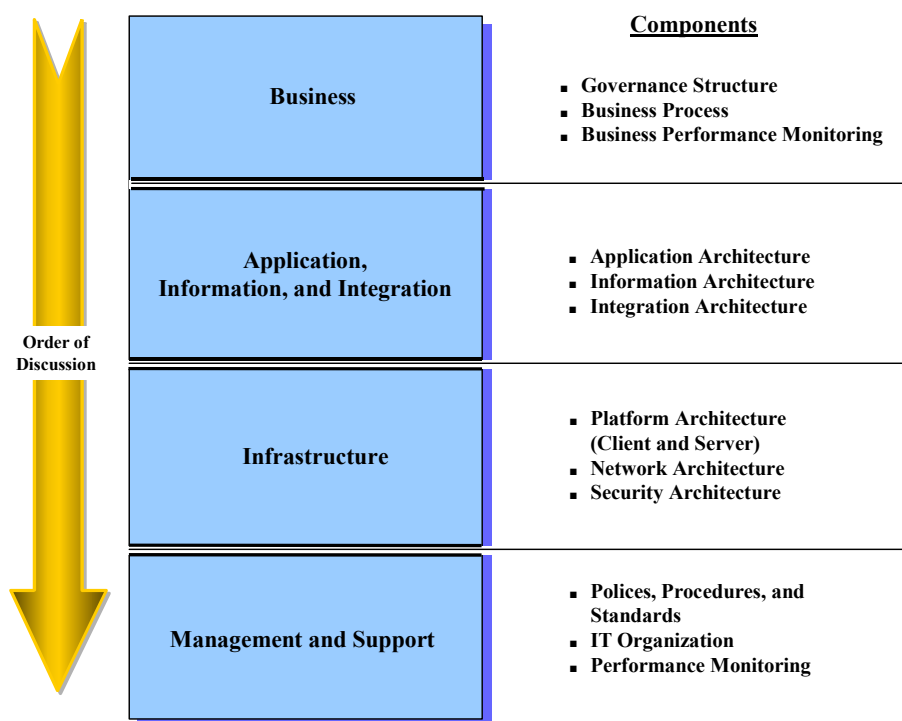 Components
Business
▪ Governance Structure
▪ Business Process
▪ Business Performance Monitoring
Application,
Information, and Integration
▪ Application Architecture
▪ Information Architecture
▪ Integration Architecture
Order of
Discussion
Infrastructure
▪ Platform Architecture
(Client and Server)
▪ Network Architecture
▪ Security Architecture
Management and Support
▪ Polices, Procedures, and
Standards
▪ IT Organization
▪ Performance Monitoring